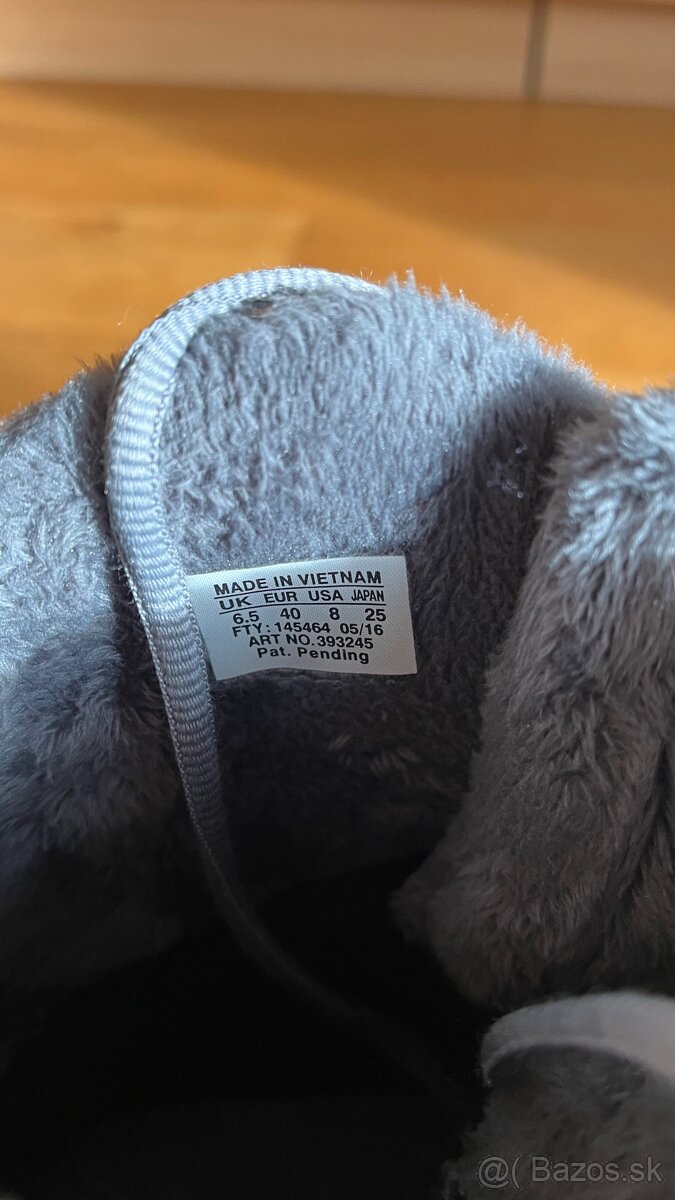 MADE IN VIETNAM
UK EUR USA JAPAN
6.5 40 8 25
FTY: 145464 05/16
ART NO. 393245
Pat. Pending
@( Bazos.sk